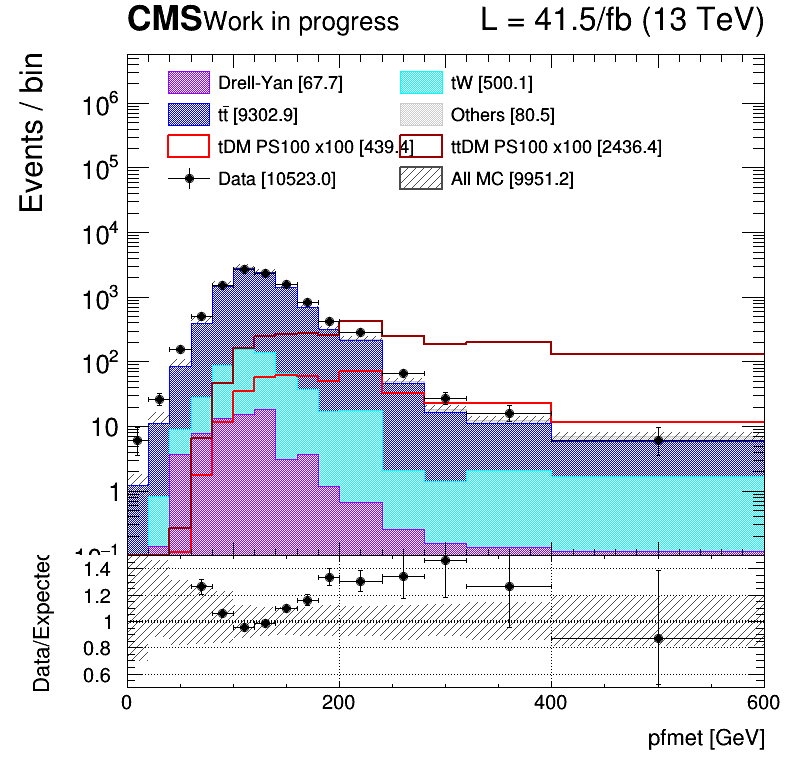 CMS Work in progress L = 41.5/fb (13 TeV)
Events / bin
Drell-Yan [67.7] tW [500.1]
tt̄ [9302.9] Others [80.5]
tDM PS100 x100 [439.4] ttDM PS100 x100 [2436.4]
Data [10523.0] All MC [9951.2]
10⁶
10⁵
10⁴
10³
10²
10
1
10⁻¹
Data/Expected
1.4
1.2
1
0.8
0.6
0 200 400 600
pfmet [GeV]